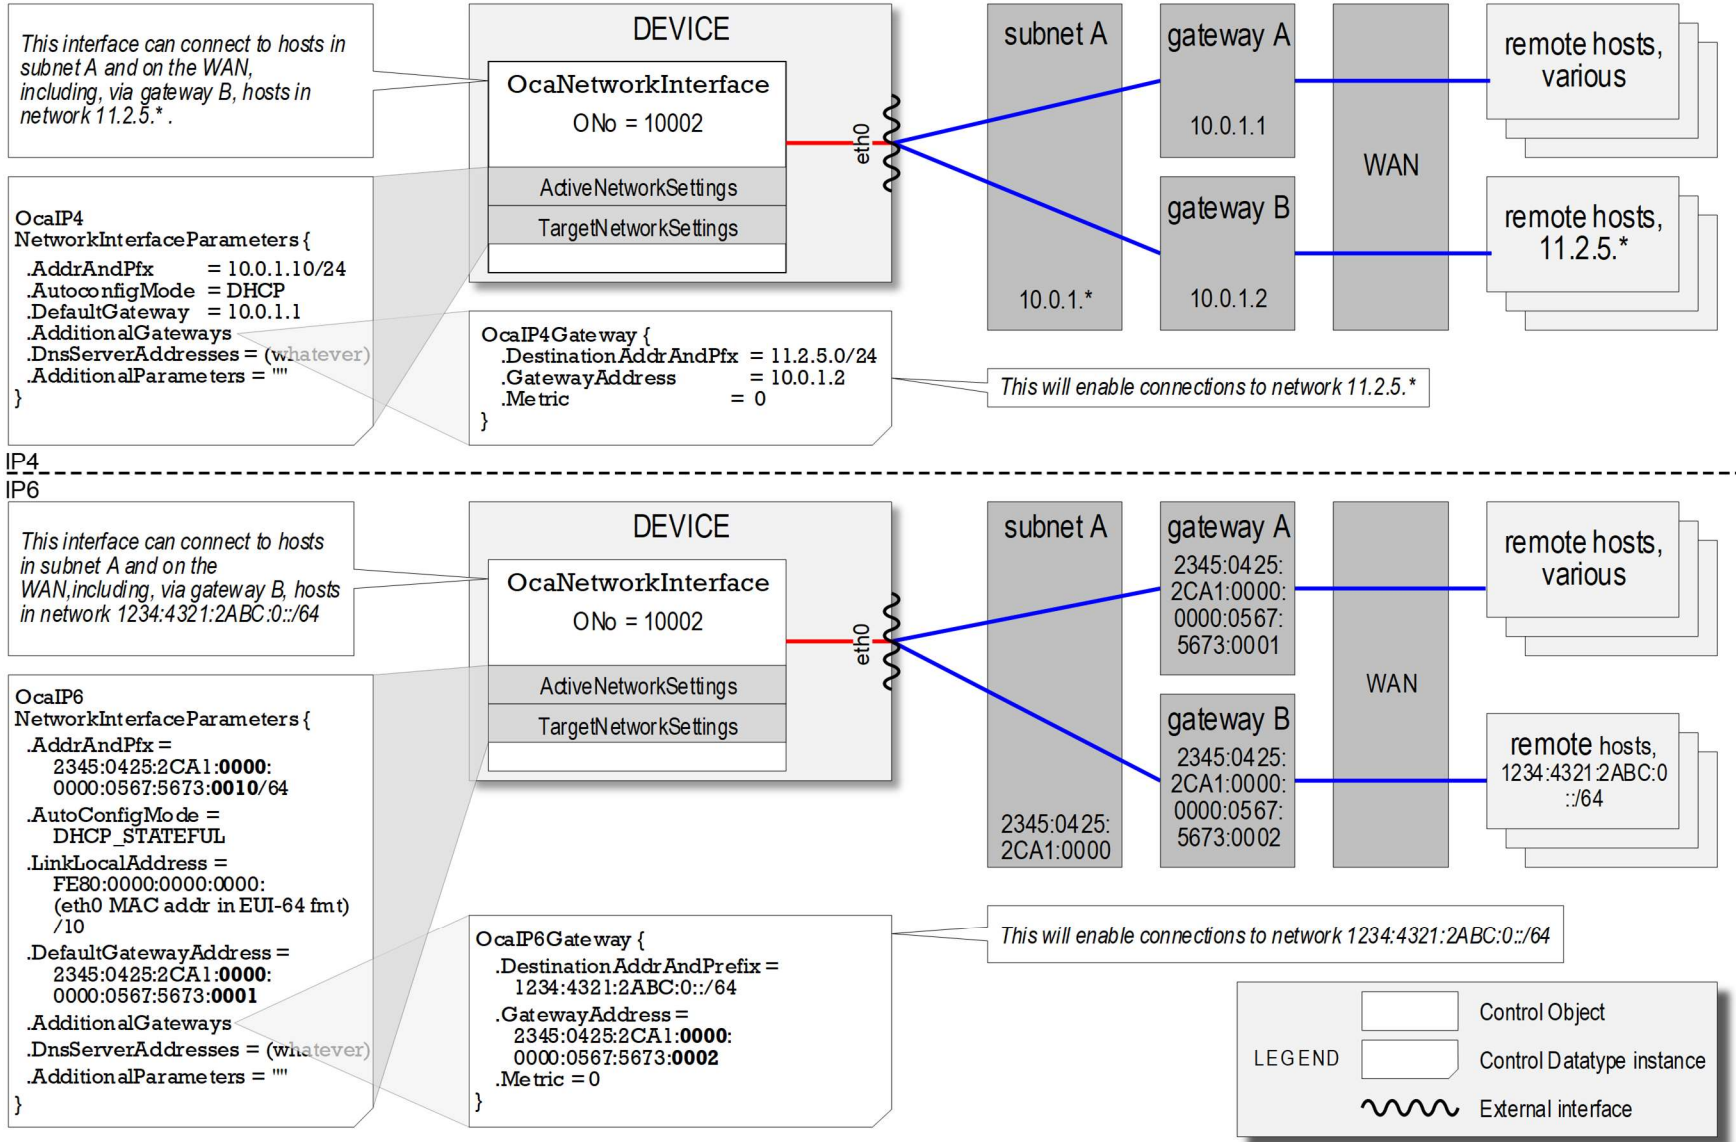 This interface can connect to hosts in
subnet A and on the WAN,
including, via gateway B, hosts in
network 11.2.5.* .
DEVICE
OcaNetworkInterface
ONo = 10002
ActiveNetworkSettings
TargetNetworkSettings
eth0
subnet A
10.0.1.*
gateway A
10.0.1.1
gateway B
10.0.1.2
WAN
remote hosts,
various
remote hosts,
11.2.5.*
OcaIP4
NetworkInterfaceParameters {
.AddrAndPfx = 10.0.1.10/24
.AutoconfigMode = DHCP
.DefaultGateway = 10.0.1.1
.AdditionalGateways
.DnsServerAddresses = (whatever)
.AdditionalParameters = ""
}
OcaIP4Gateway {
.DestinationAddrAndPfx = 11.2.5.0/24
.GatewayAddress = 10.0.1.2
.Metric = 0
}
This will enable connections to network 11.2.5.*
IP4
IP6
This interface can connect to hosts
in subnet A and on the
WAN,including, via gateway B, hosts
in network 1234:4321:2ABC:0::/64
DEVICE
OcaNetworkInterface
ONo = 10002
ActiveNetworkSettings
TargetNetworkSettings
eth0
subnet A
2345:0425:
2CA1:0000
gateway A
2345:0425:
2CA1:0000:
0000:0567:
5673:0001
gateway B
2345:0425:
2CA1:0000:
0000:0567:
5673:0002
WAN
remote hosts,
various
remote hosts,
1234:4321:2ABC:0
::/64
OcaIP6
NetworkInterfaceParameters {
.AddrAndPfx =
2345:0425:2CA1:0000:
0000:0567:5673:0010/64
.AutoConfigMode =
DHCP_STATEFUL
.LinkLocalAddress =
FE80:0000:0000:0000:
(eth0 MAC addr in EUI-64 fmt)
/10
.DefaultGatewayAddress =
2345:0425:2CA1:0000:
0000:0567:5673:0001
.AdditionalGateways
.DnsServerAddresses = (whatever)
.AdditionalParameters = ""
}
OcaIP6Gateway {
.DestinationAddrAndPrefix =
1234:4321:2ABC:0::/64
.GatewayAddress =
2345:0425:2CA1:0000:
0000:0567:5673:0002
.Metric = 0
}
This will enable connections to network 1234:4321:2ABC:0::/64
LEGEND
Control Object
Control Datatype instance
External interface